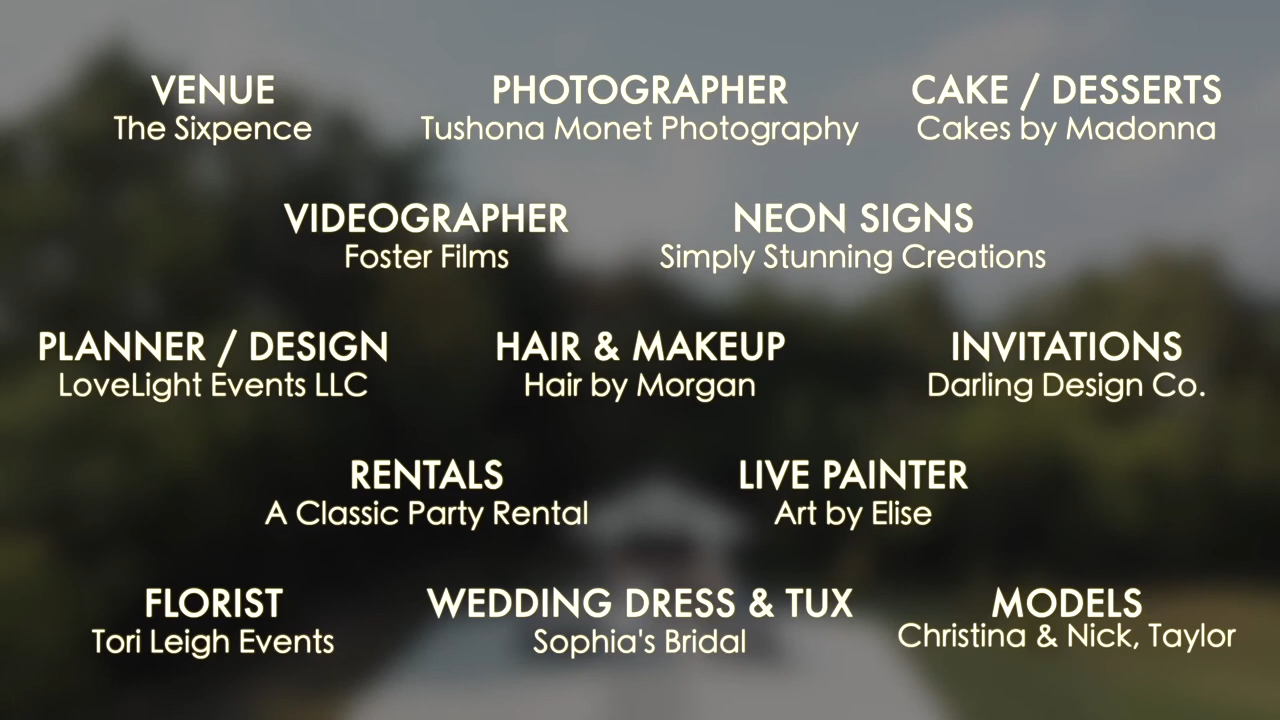 VENUE
The Sixpence
PHOTOGRAPHER
Tushona Monet Photography
CAKE / DESSERTS
Cakes by Madonna
VIDEOGRAPHER
Foster Films
NEON SIGNS
Simply Stunning Creations
PLANNER / DESIGN
LoveLight Events LLC
HAIR & MAKEUP
Hair by Morgan
INVITATIONS
Darling Design Co.
RENTALS
A Classic Party Rental
LIVE PAINTER
Art by Elise
FLORIST
Tori Leigh Events
WEDDING DRESS & TUX
Sophia's Bridal
MODELS
Christina & Nick, Taylor